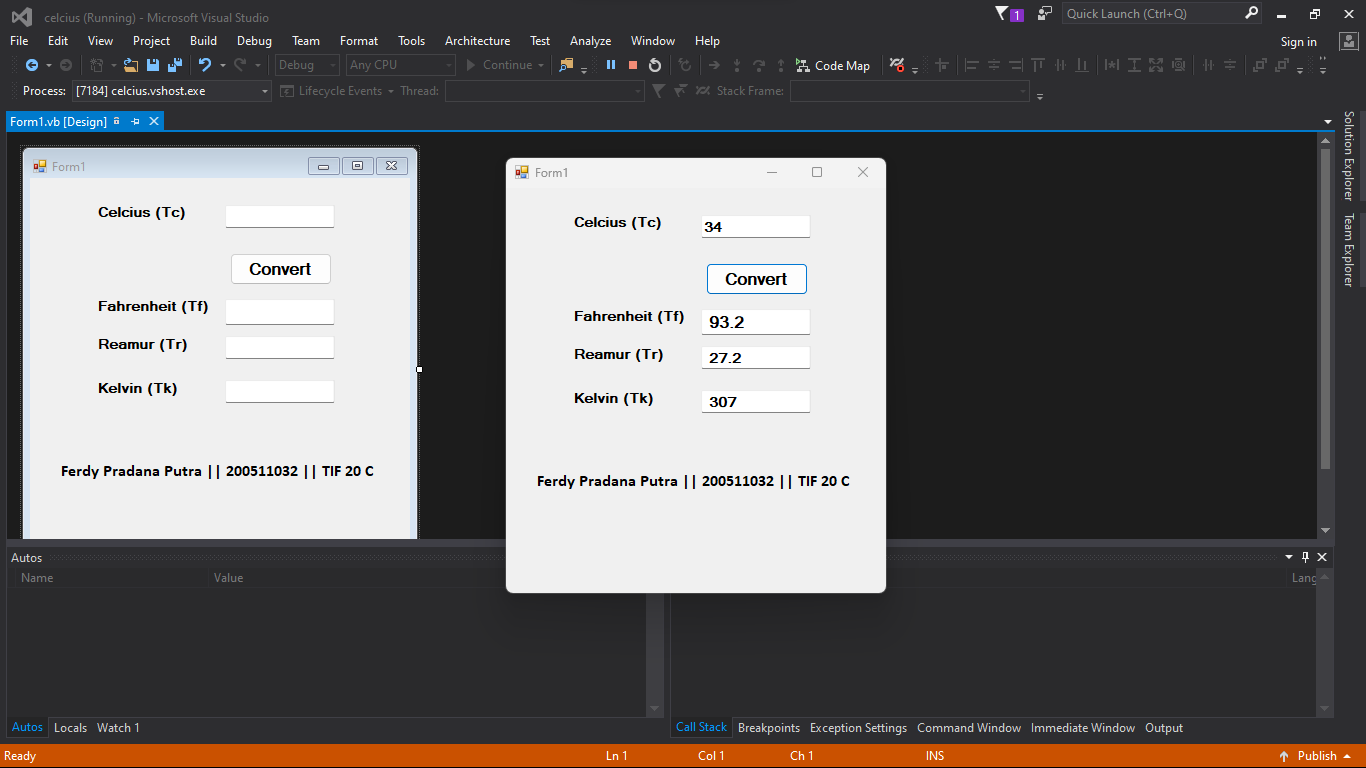 celcius (Running) - Microsoft Visual Studio
1
Quick Launch (Ctrl+Q)
File Edit View Project Build Debug Team Format Tools Architecture Test Analyze Window Help
Sign in
Debug Any CPU Continue Code Map
Process: [7184] celcius.vshost.exe Lifecycle Events Thread: Stack Frame:
Form1.vb [Design]
Solution Explorer
Team Explorer
Form1
Celcius (Tc)
Convert
Fahrenheit (Tf)
Reamur (Tr)
Kelvin (Tk)
Ferdy Pradana Putra || 200511032 || TIF 20 C
Form1
Celcius (Tc) 34
Convert
Fahrenheit (Tf) 93.2
Reamur (Tr) 27.2
Kelvin (Tk) 307
Ferdy Pradana Putra || 200511032 || TIF 20 C
Autos
Name Value
Lang
Autos Locals Watch 1
Call Stack Breakpoints Exception Settings Command Window Immediate Window Output
Ready Ln 1 Col 1 Ch 1 INS Publish